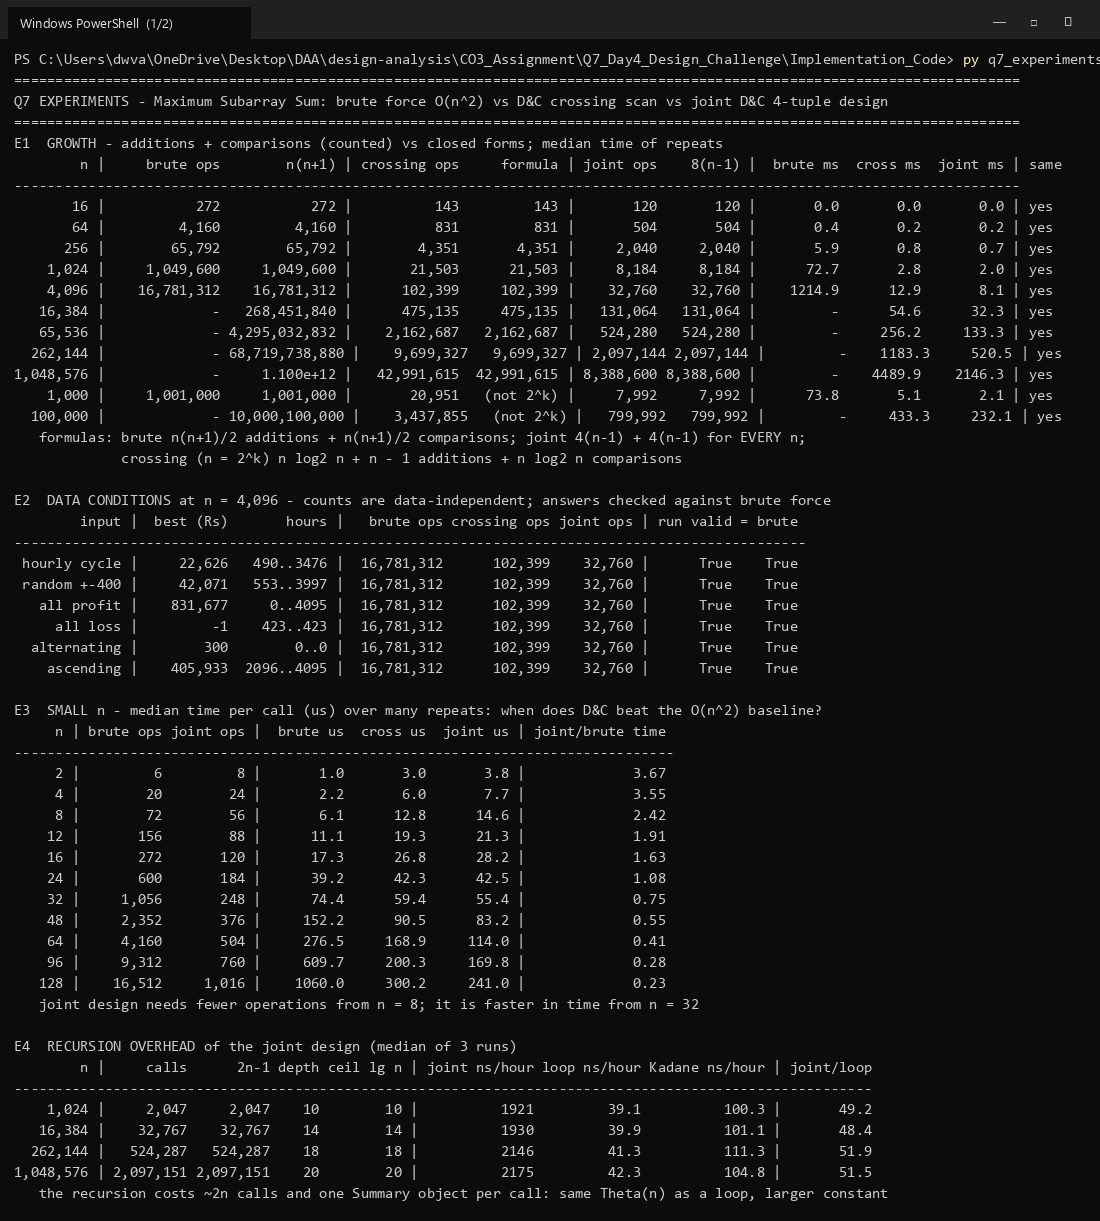 Windows PowerShell (1/2)
PS C:\Users\dwva\OneDrive\Desktop\DAA\design-analysis\CO3_Assignment\Q7_Day4_Design_Challenge\Implementation_Code> py q7_experiments
===========================================================================================================================
Q7 EXPERIMENTS - Maximum Subarray Sum: brute force O(n^2) vs D&C crossing scan vs joint D&C 4-tuple design
===========================================================================================================================
E1  GROWTH - additions + comparisons (counted) vs closed forms; median time of repeats
        n |     brute ops        n(n+1) | crossing ops     formula | joint ops    8(n-1) |  brute ms  cross ms  joint ms | same
---------------------------------------------------------------------------------------------------------------------------
       16 |           272           272 |          143         143 |       120       120 |       0.0       0.0       0.0 | yes
       64 |         4,160         4,160 |          831         831 |       504       504 |       0.4       0.2       0.2 | yes
      256 |        65,792        65,792 |        4,351       4,351 |     2,040     2,040 |       5.9       0.8       0.7 | yes
    1,024 |     1,049,600     1,049,600 |       21,503      21,503 |     8,184     8,184 |      72.7       2.8       2.0 | yes
    4,096 |    16,781,312    16,781,312 |      102,399     102,399 |    32,760    32,760 |    1214.9      12.9       8.1 | yes
   16,384 |             -   268,451,840 |      475,135     475,135 |   131,064   131,064 |         -      54.6      32.3 | yes
   65,536 |             - 4,295,032,832 |    2,162,687   2,162,687 |   524,280   524,280 |         -     256.2     133.3 | yes
  262,144 |             - 68,719,738,880 |    9,699,327   9,699,327 | 2,097,144 2,097,144 |         -    1183.3     520.5 | yes
1,048,576 |             -     1.100e+12 |   42,991,615  42,991,615 | 8,388,600 8,388,600 |         -    4489.9    2146.3 | yes
    1,000 |     1,001,000     1,001,000 |       20,951   (not 2^k) |     7,992     7,992 |      73.8       5.1       2.1 | yes
  100,000 |             - 10,000,100,000 |    3,437,855   (not 2^k) |   799,992   799,992 |         -     433.3     232.1 | yes
   formulas: brute n(n+1)/2 additions + n(n+1)/2 comparisons; joint 4(n-1) + 4(n-1) for EVERY n;
             crossing (n = 2^k) n log2 n + n - 1 additions + n log2 n comparisons
E2  DATA CONDITIONS at n = 4,096 - counts are data-independent; answers checked against brute force
        input |  best (Rs)       hours |   brute ops crossing ops joint ops | run valid = brute
------------------------------------------------------------------------------------------------
 hourly cycle |     22,626   490..3476 |  16,781,312      102,399    32,760 |      True    True
 random +-400 |     42,071   553..3997 |  16,781,312      102,399    32,760 |      True    True
   all profit |    831,677     0..4095 |  16,781,312      102,399    32,760 |      True    True
     all loss |         -1    423..423 |  16,781,312      102,399    32,760 |      True    True
  alternating |        300        0..0 |  16,781,312      102,399    32,760 |      True    True
    ascending |    405,933  2096..4095 |  16,781,312      102,399    32,760 |      True    True
E3  SMALL n - median time per call (us) over many repeats: when does D&C beat the O(n^2) baseline?
     n | brute ops joint ops |  brute us  cross us  joint us | joint/brute time
--------------------------------------------------------------------------------
     2 |         6         8 |       1.0       3.0       3.8 |             3.67
     4 |        20        24 |       2.2       6.0       7.7 |             3.55
     8 |        72        56 |       6.1      12.8      14.6 |             2.42
    12 |       156        88 |      11.1      19.3      21.3 |             1.91
    16 |       272       120 |      17.3      26.8      28.2 |             1.63
    24 |       600       184 |      39.2      42.3      42.5 |             1.08
    32 |     1,056       248 |      74.4      59.4      55.4 |             0.75
    48 |     2,352       376 |     152.2      90.5      83.2 |             0.55
    64 |     4,160       504 |     276.5     168.9     114.0 |             0.41
    96 |     9,312       760 |     609.7     200.3     169.8 |             0.28
   128 |    16,512     1,016 |    1060.0     300.2     241.0 |             0.23
   joint design needs fewer operations from n = 8; it is faster in time from n = 32
E4  RECURSION OVERHEAD of the joint design (median of 3 runs)
        n |     calls      2n-1 depth ceil lg n | joint ns/hour loop ns/hour Kadane ns/hour | joint/loop
--------------------------------------------------------------------------------------------------------
    1,024 |     2,047     2,047    10        10 |          1921         39.1          100.3 |       49.2
   16,384 |    32,767    32,767    14        14 |          1930         39.9          101.1 |       48.4
  262,144 |   524,287   524,287    18        18 |          2146         41.3          111.3 |       51.9
1,048,576 | 2,097,151 2,097,151    20        20 |          2175         42.3          104.8 |       51.5
   the recursion costs ~2n calls and one Summary object per call: same Theta(n) as a loop, larger constant